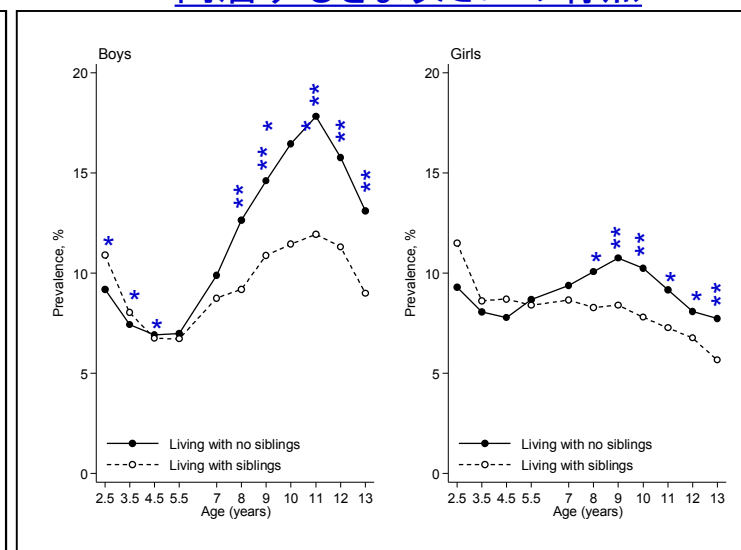 Boys
20
15
10
5
0
Prevalence, %
* * * ** ** * * ** ** **
Living with no siblings
Living with siblings
2.5 3.5 4.5 5.5 7 8 9 10 11 12 13
Age (years)
Girls
20
15
10
5
0
Prevalence, %
* ** ** * * **
Living with no siblings
Living with siblings
2.5 3.5 4.5 5.5 7 8 9 10 11 12 13
Age (years)